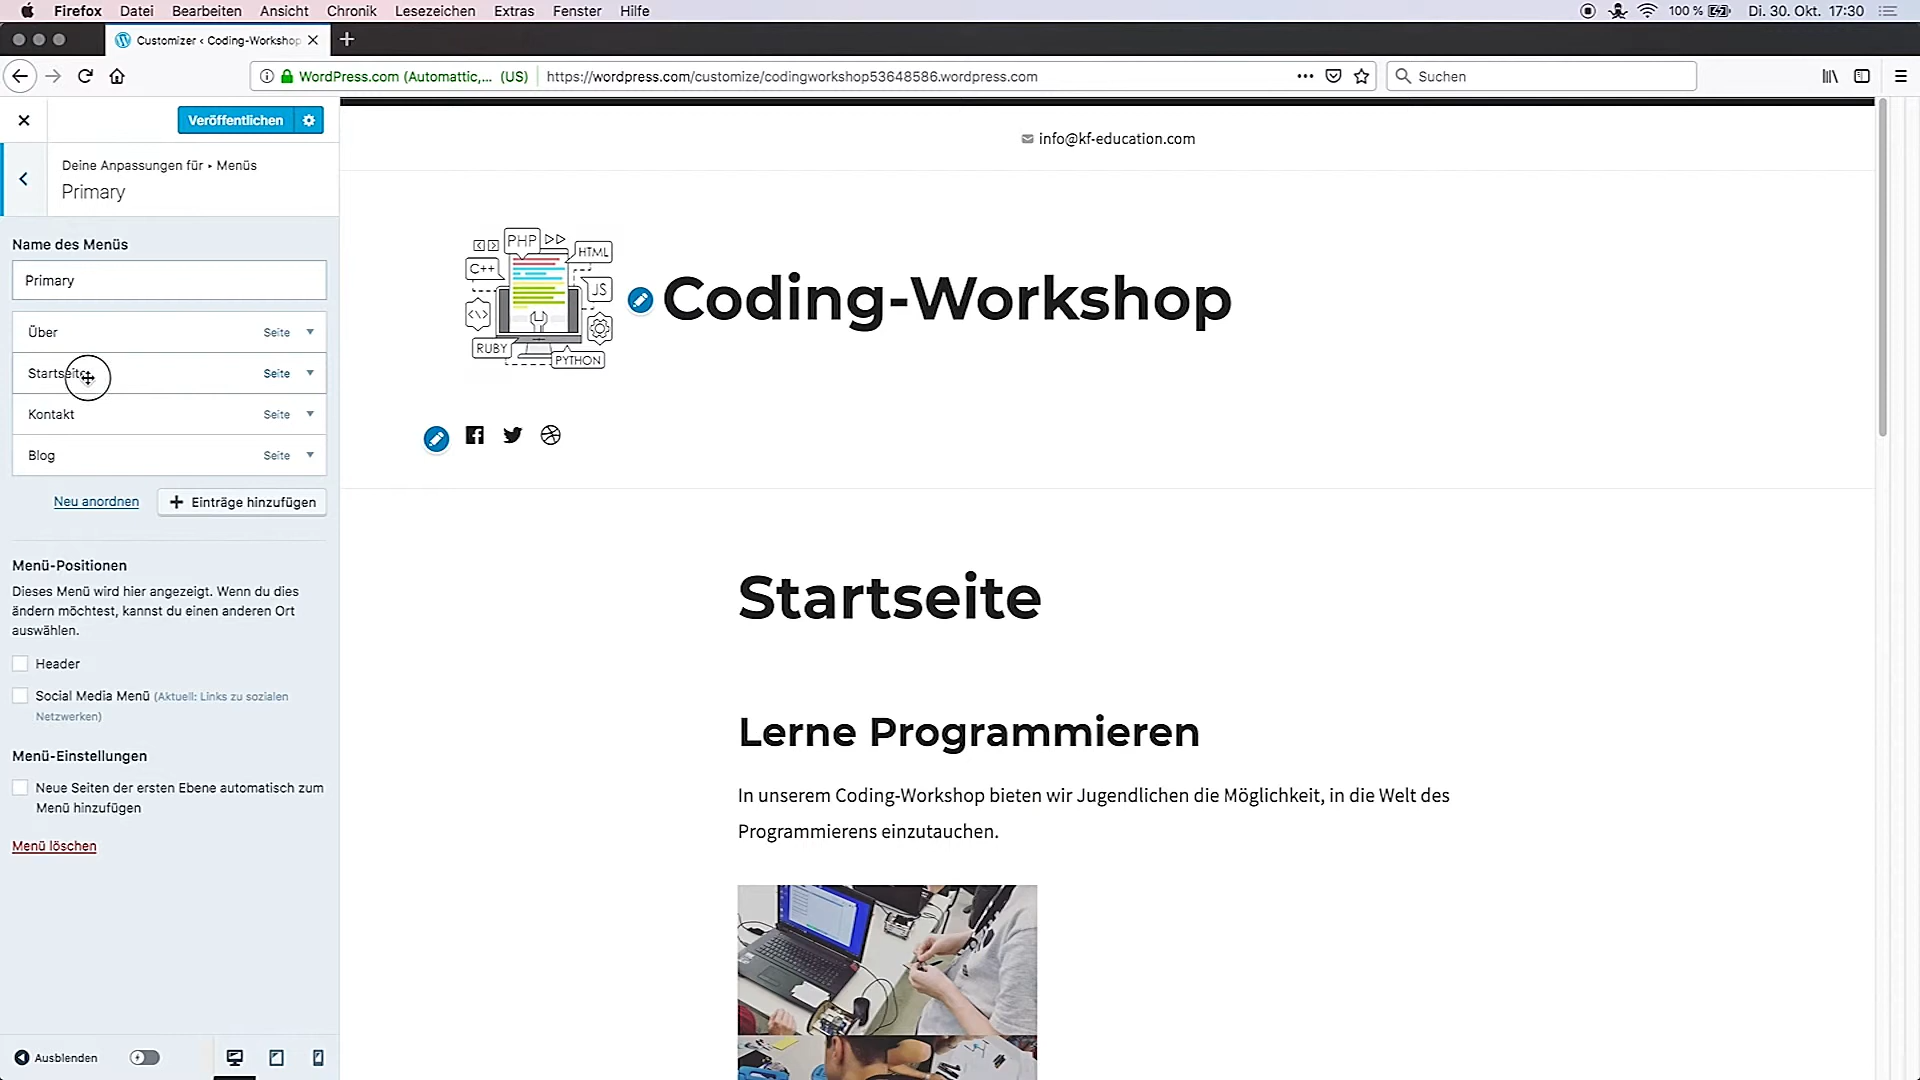 Firefox Datei Bearbeiten Ansicht Chronik Lesezeichen Extras Fenster Hilfe 100 % Di. 30. Okt. 17:30
Customizer ‹ Coding-Workshop
WordPress.com (Automattic,... (US) https://wordpress.com/customize/codingworkshop53648586.wordpress.com Suchen
Veröffentlichen
Deine Anpassungen für ▸ Menüs
Primary
Name des Menüs
Primary
Über Seite
Startseite Seite
Kontakt Seite
Blog Seite
Neu anordnen + Einträge hinzufügen
Menü-Positionen
Dieses Menü wird hier angezeigt. Wenn du dies
ändern möchtest, kannst du einen anderen Ort
auswählen.
Header
Social Media Menü (Aktuell: Links zu sozialen
Netzwerken)
Menü-Einstellungen
Neue Seiten der ersten Ebene automatisch zum
Menü hinzufügen
Menü löschen
Ausblenden
info@kf-education.com
PHP
HTML
C++
JS
RUBY
PYTHON
Coding-Workshop
Startseite
Lerne Programmieren
In unserem Coding-Workshop bieten wir Jugendlichen die Möglichkeit, in die Welt des
Programmierens einzutauchen.